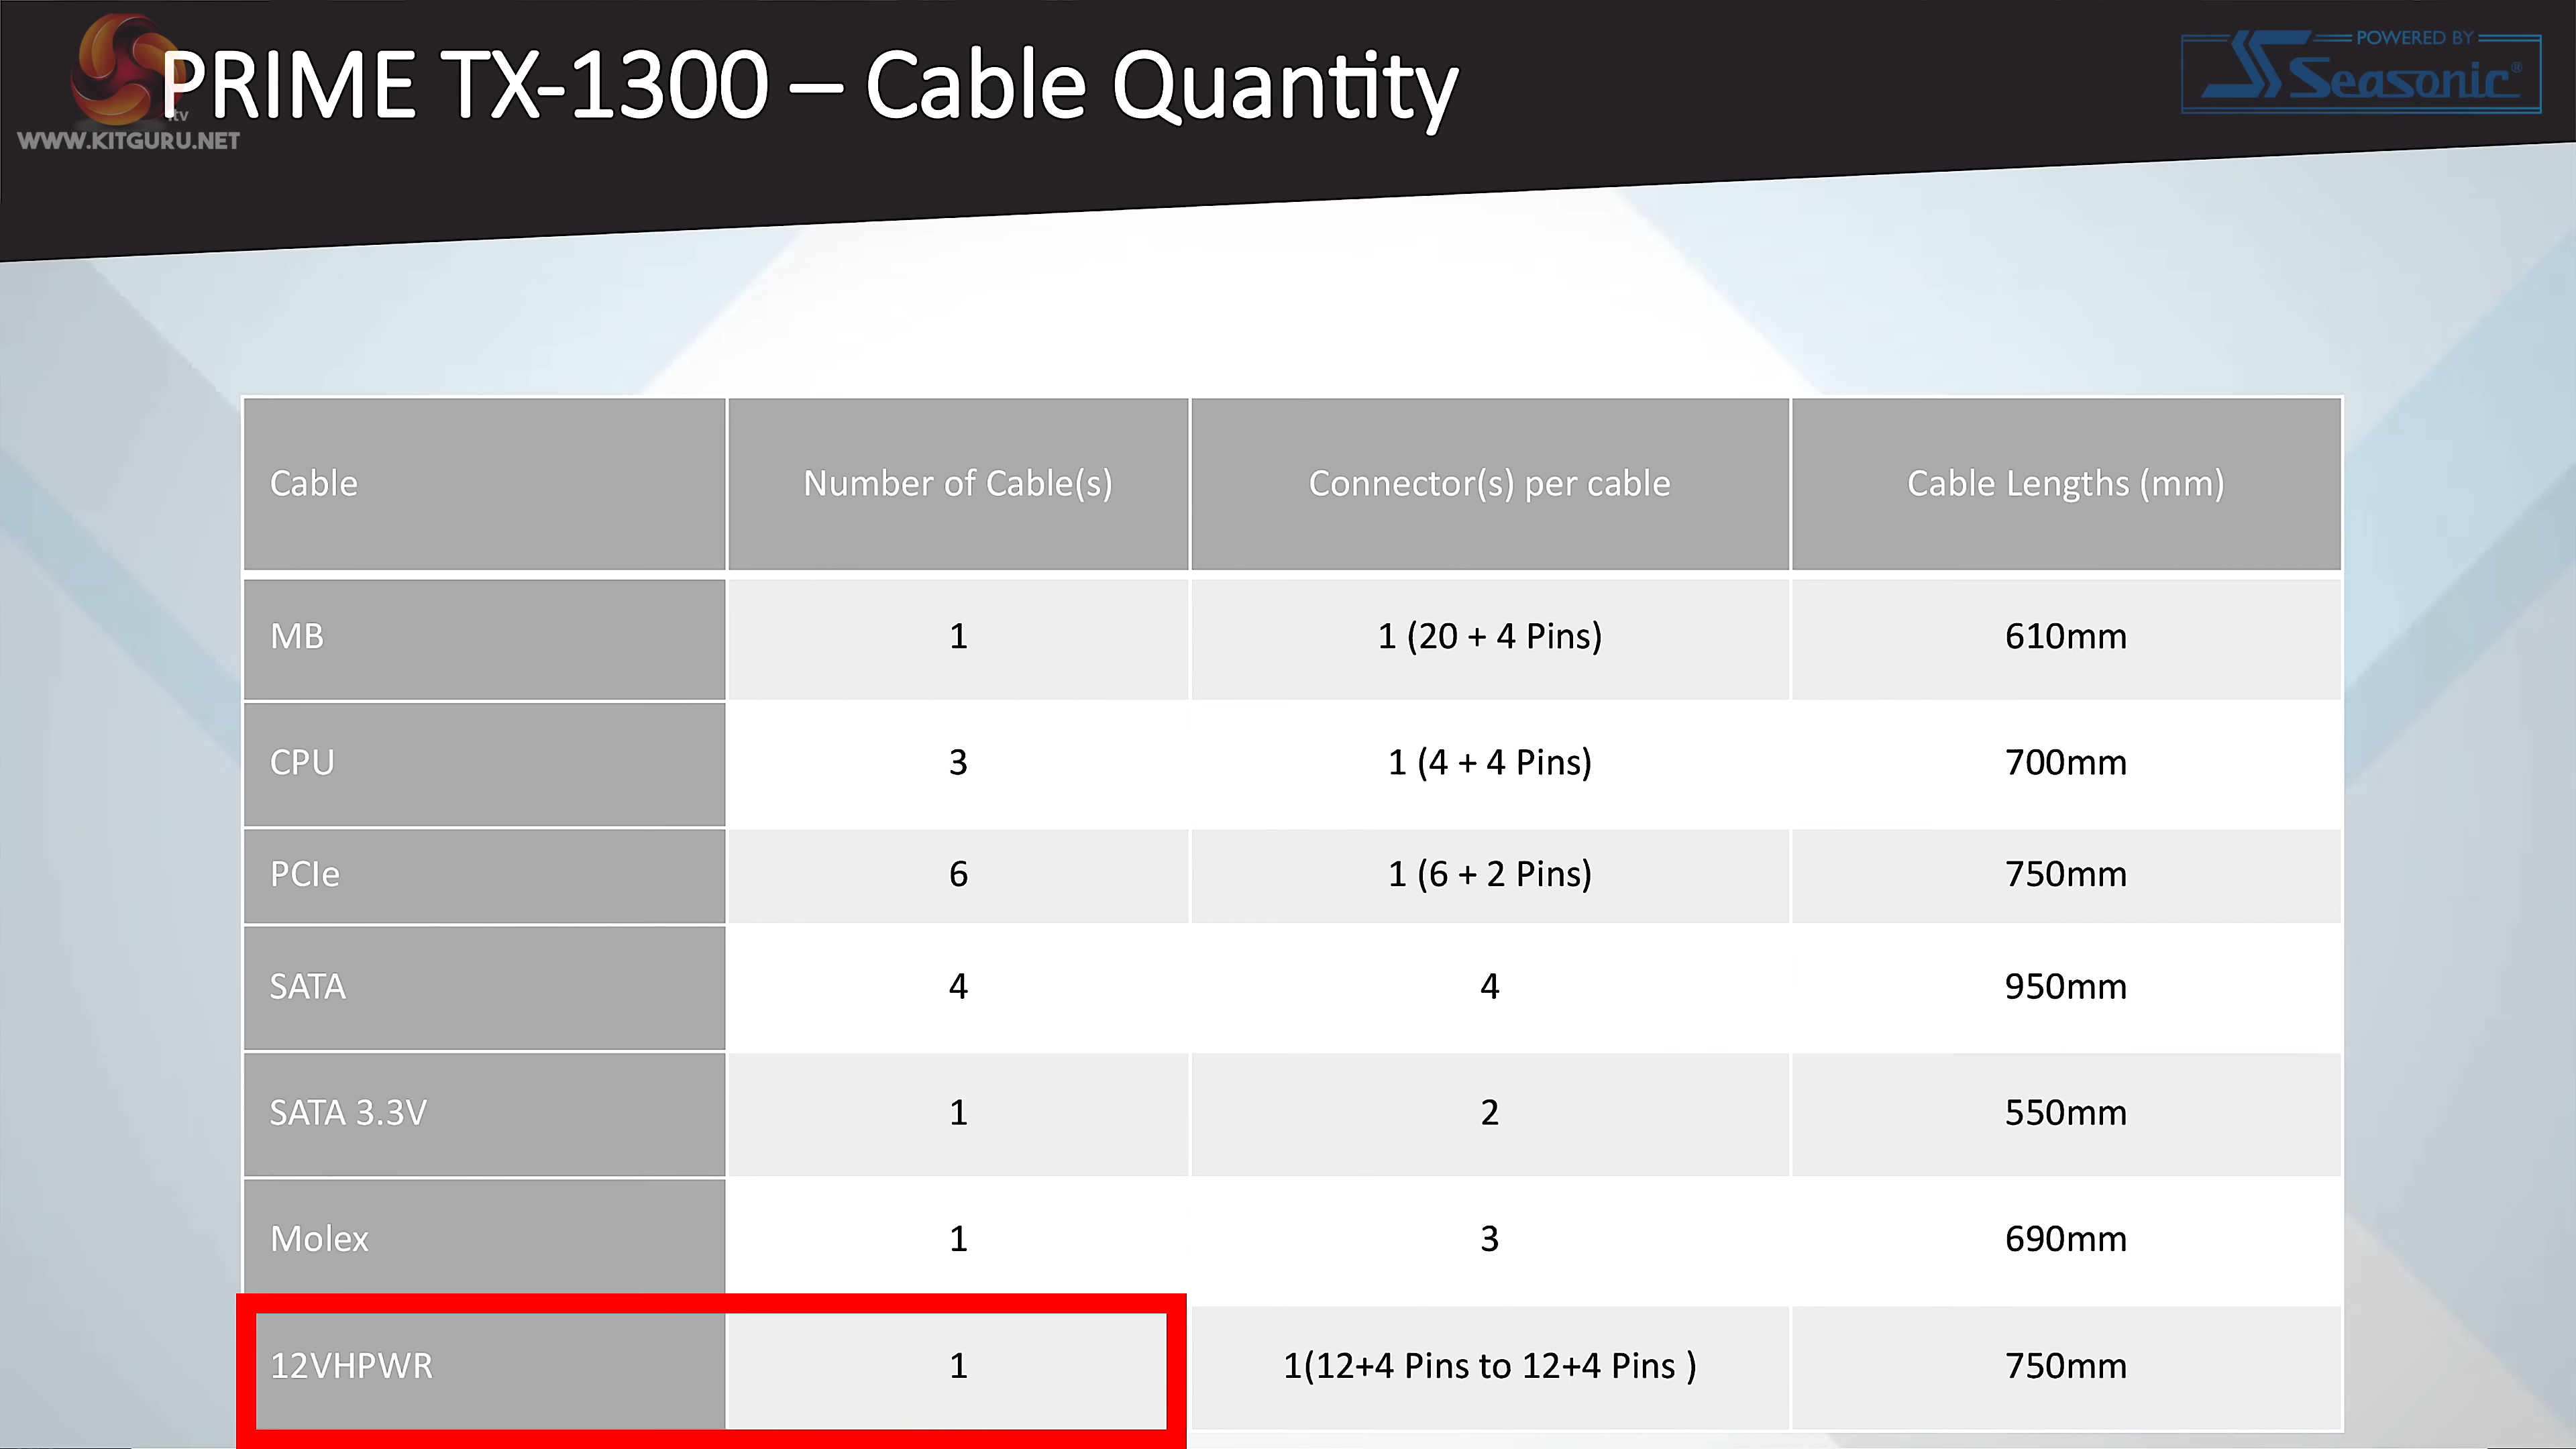 PRIME TX-1300 – Cable Quantity
.tv
WWW.KITGURU.NET
POWERED BY
Seasonic®
Cable Number of Cable(s) Connector(s) per cable Cable Lengths (mm)
MB 1 1 (20 + 4 Pins) 610mm
CPU 3 1 (4 + 4 Pins) 700mm
PCIe 6 1 (6 + 2 Pins) 750mm
SATA 4 4 950mm
SATA 3.3V 1 2 550mm
Molex 1 3 690mm
12VHPWR 1 1(12+4 Pins to 12+4 Pins ) 750mm